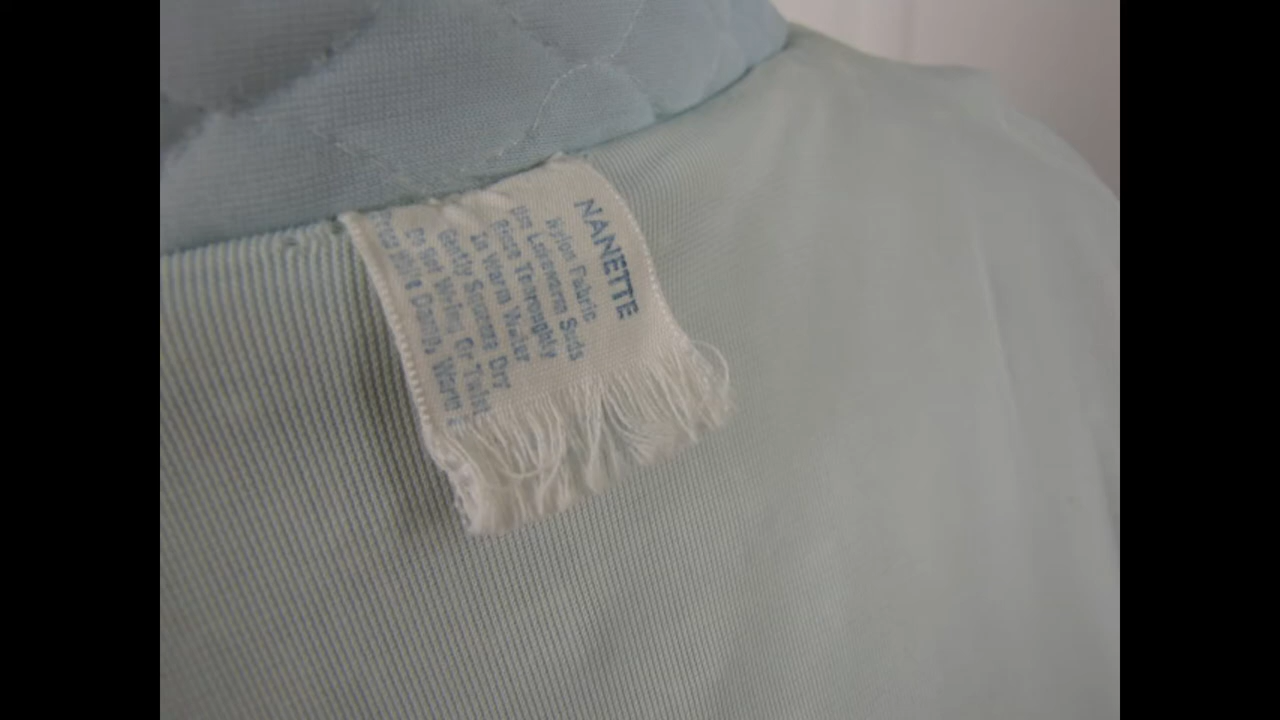 NANETTE
Nylon Fabric
Use Lukewarm Suds
Rinse Thoroughly
In Warm Water
Gently Squeeze Dry
Do Not Wring Or Twist
Press While Damp, Warm